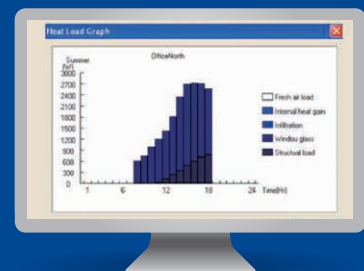 Heat Load Graph
OfficeNorth
Summer
(W)
3000
2700
2400
2100
1800
1500
1200
900
600
300
0
1 6 12 18 24 Time(Hr)
Fresh air load
Internal heat gain
Infiltration
Window glass
Structual load